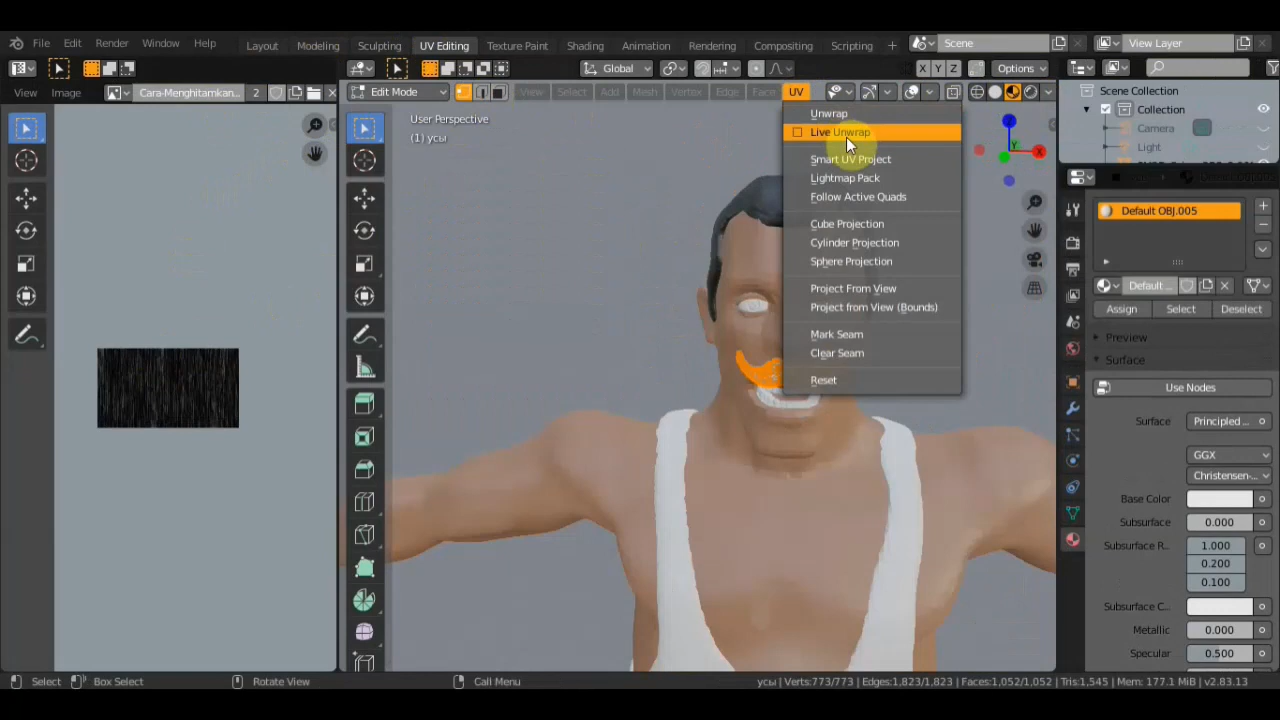 File Edit Render Window Help Layout Modeling Sculpting UV Editing Texture Paint Shading Animation Rendering Compositing Scripting + Scene View Layer
Global X Y Z Options
View Image Cara-Menghitamkan... 2 Edit Mode View Select Add Mesh Vertex Edge Face UV
Scene Collection
Collection
Camera
Light
User Perspective
(1) усы
Unwrap
Live Unwrap
Smart UV Project
Lightmap Pack
Follow Active Quads
Cube Projection
Cylinder Projection
Sphere Projection
Project From View
Project from View (Bounds)
Mark Seam
Clear Seam
Reset
Y X
Default OBJ.005
Default ...
Assign Select Deselect
Preview
Surface
Use Nodes
Surface Principled ...
GGX
Christensen-...
Base Color
Subsurface 0.000
Subsurface R... 1.000
0.200
0.100
Subsurface C...
Metallic 0.000
Specular 0.500
Select Box Select Rotate View Call Menu усы | Verts:773/773 | Edges:1,823/1,823 | Faces:1,052/1,052 | Tris:1,545 | Mem: 177.1 MiB | v2.83.13